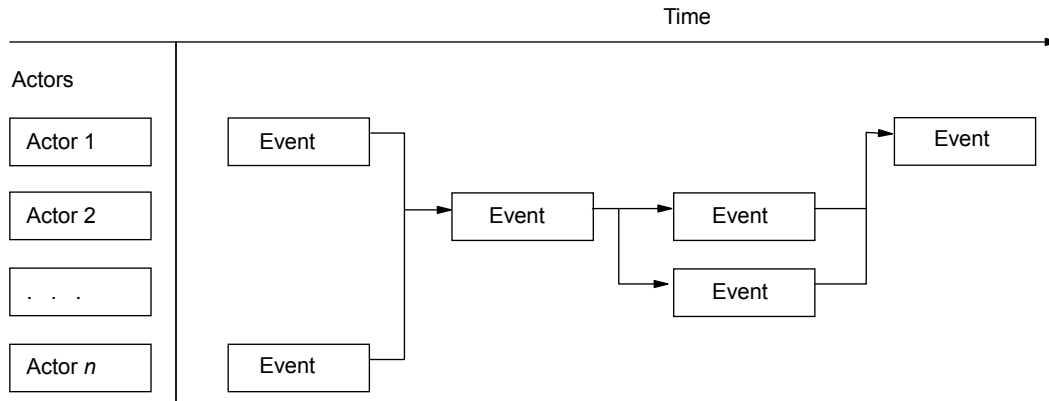 Time
Actors
Actor 1
Event
Event
Actor 2
Event
Event
. . .
Event
Actor n
Event